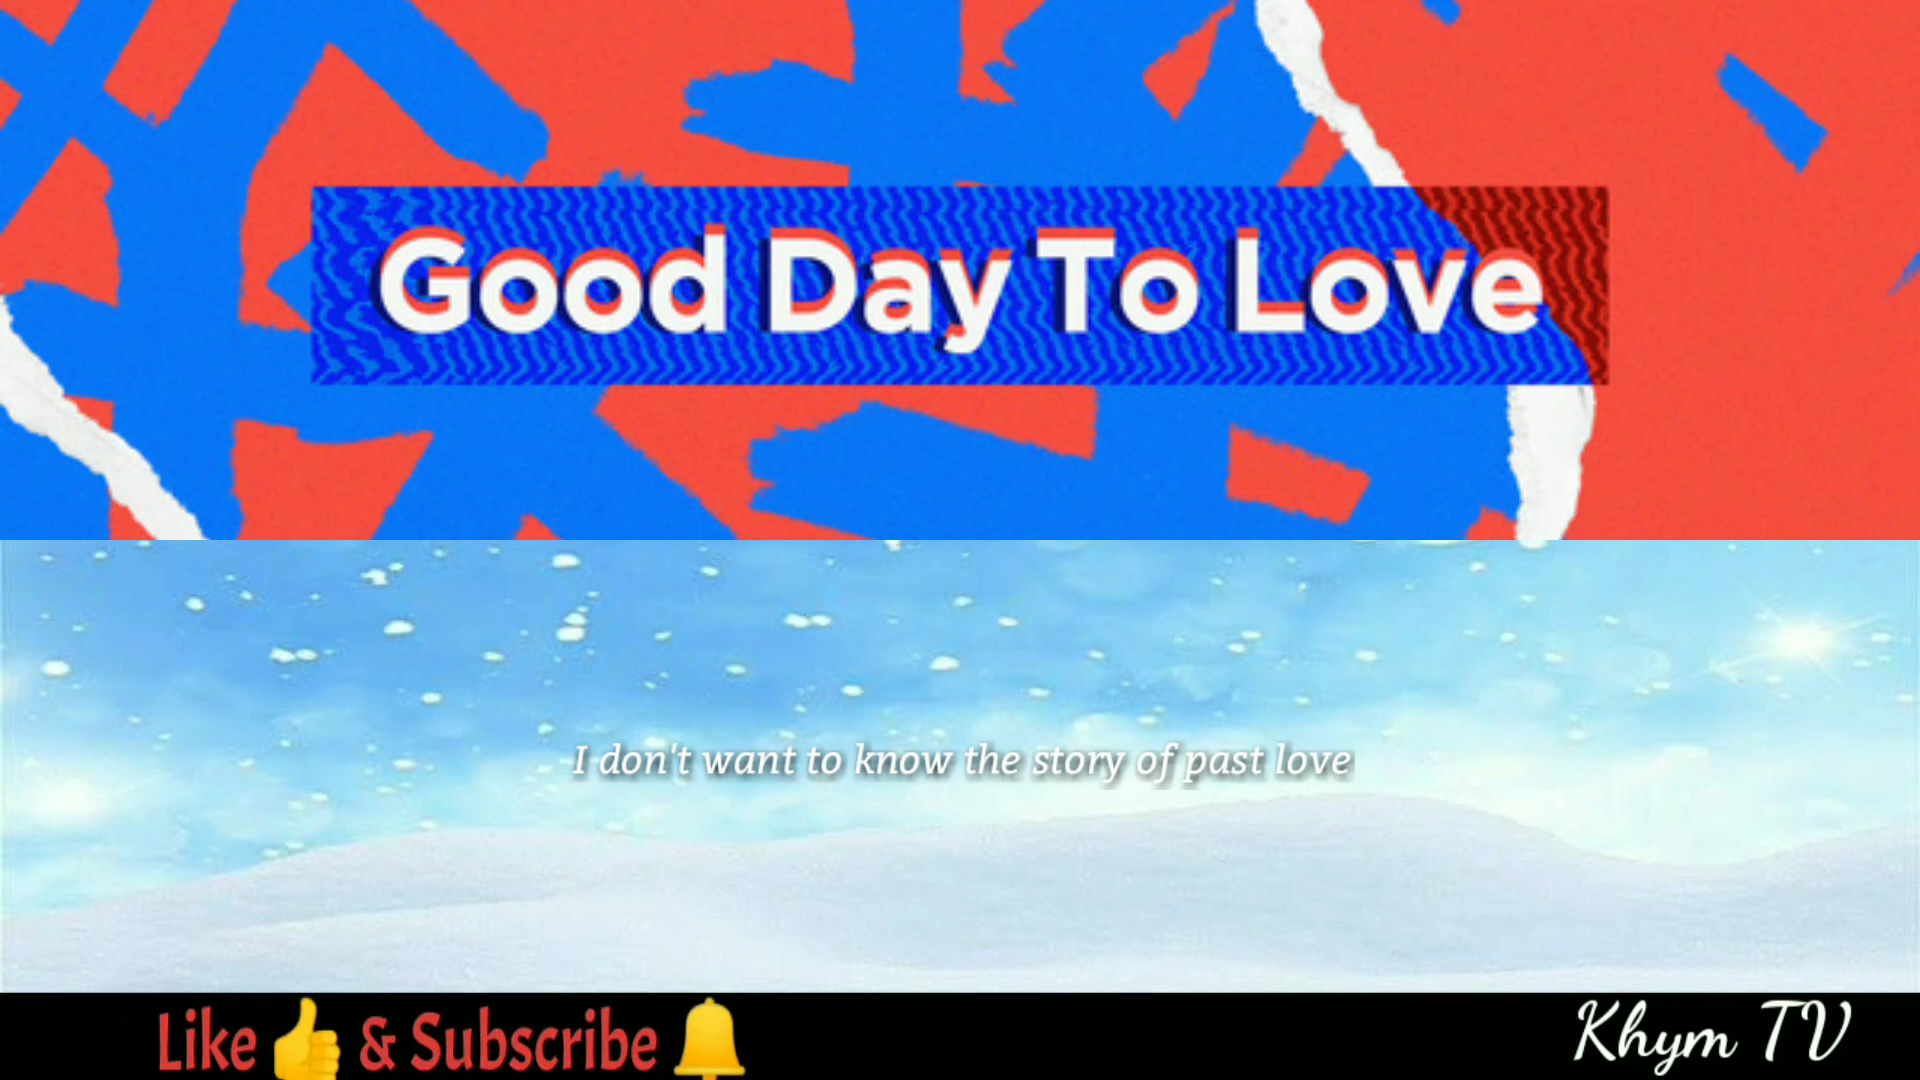 Good Day To Love
I don't want to know the story of past love
Like 👍 & Subscribe 🔔
Khym TV